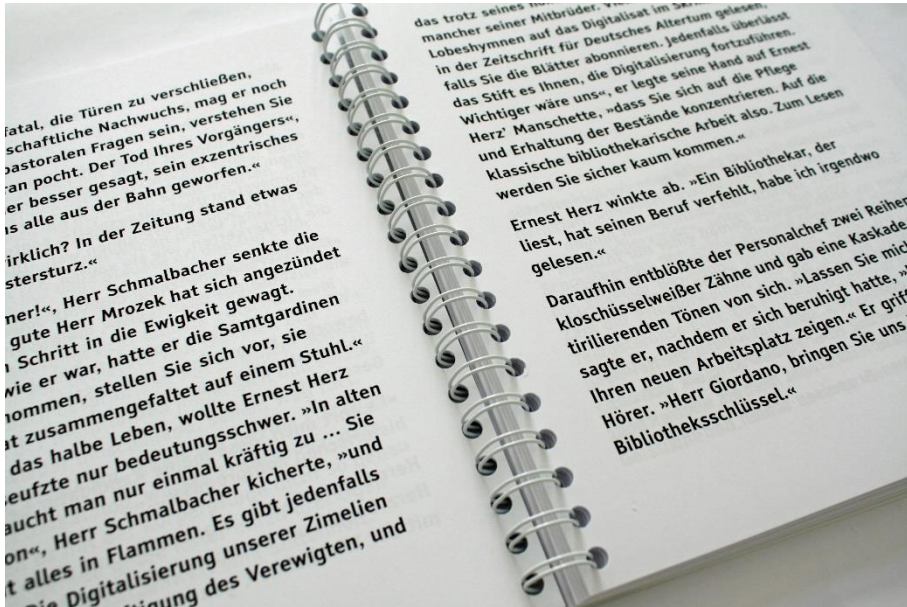 fatal, die Türen zu verschließen,
schaftliche Nachwuchs, mag er noch
pastoralen Fragen sein, verstehen Sie
ran pocht. Der Tod Ihres Vorgängers«,
er besser gesagt, sein exzentrisches
s alle aus der Bahn geworfen.«
irklich? In der Zeitung stand etwas
stersturz.«
mer!«, Herr Schmalbacher senkte die
gute Herr Mrozek hat sich angezündet
n Schritt in die Ewigkeit gewagt.
wie er war, hatte er die Samtgardinen
ommen, stellen Sie sich vor, sie
at zusammengefaltet auf einem Stuhl.«
das halbe Leben, wollte Ernest Herz
eufzte nur bedeutungsschwer. »In alten
aucht man nur einmal kräftig zu ... Sie
on«, Herr Schmalbacher kicherte, »und
t alles in Flammen. Es gibt jedenfalls
Die Digitalisierung unserer Zimelien
tigung des Verewigten, und
das trotz seines
mancher seiner Mitbrüder.
Lobeshymnen auf das Digitalisat im
in der Zeitschrift für Deutsches Altertum gelesen,
falls Sie die Blätter abonnieren. Jedenfalls überlässt
das Stift es Ihnen, die Digitalisierung fortzuführen.
Wichtiger wäre uns«, er legte seine Hand auf Ernest
Herz' Manschette, »dass Sie sich auf die Pflege
und Erhaltung der Bestände konzentrieren. Auf die
klassische bibliothekarische Arbeit also. Zum Lesen
werden Sie sicher kaum kommen.«
Ernest Herz winkte ab. »Ein Bibliothekar, der
liest, hat seinen Beruf verfehlt, habe ich irgendwo
gelesen.«
Daraufhin entblößte der Personalchef zwei Reihen
kloschüsselweißer Zähne und gab eine Kaskade
tirilierenden Tönen von sich. »Lassen Sie mich
sagte er, nachdem er sich beruhigt hatte,
Ihren neuen Arbeitsplatz zeigen.« Er griff
Hörer. »Herr Giordano, bringen Sie uns
Bibliotheksschlüssel.«